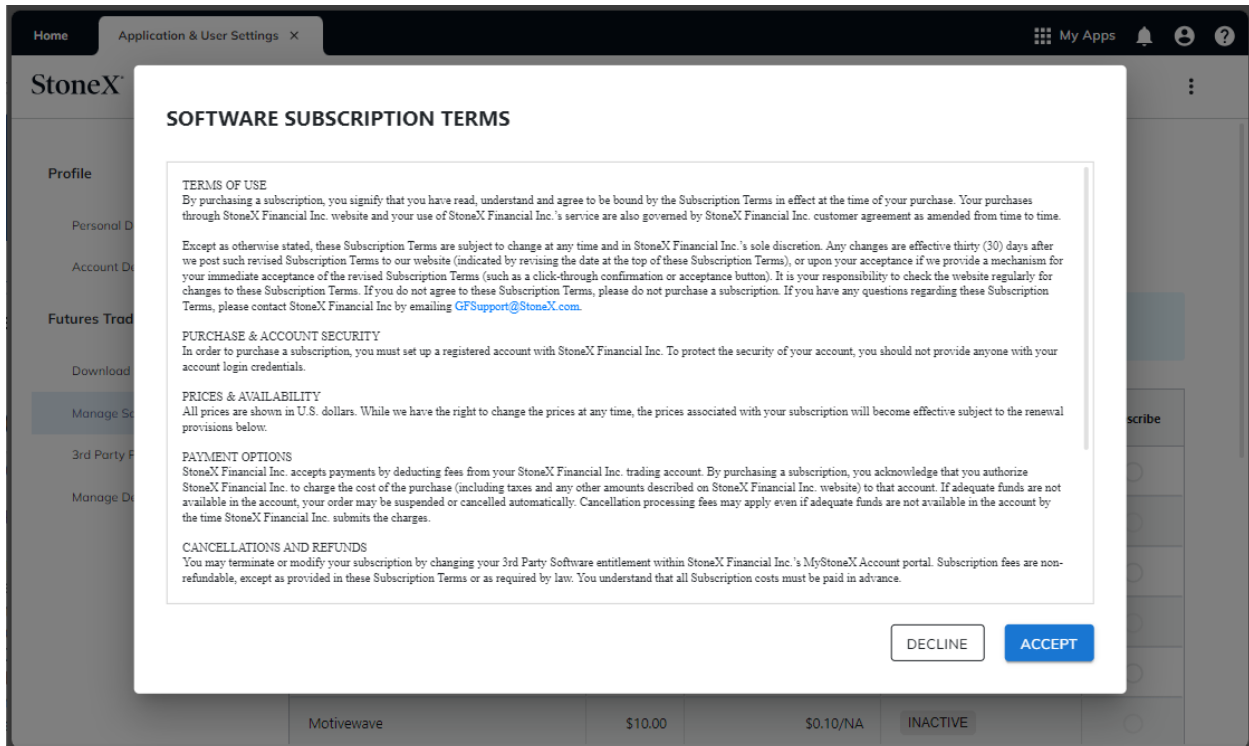 Home
Application & User Settings ×
My Apps
StoneX
SOFTWARE SUBSCRIPTION TERMS
Profile
Personal D
Account De
Futures Trad
Download
Manage So
3rd Party P
Manage De
TERMS OF USE
By purchasing a subscription, you signify that you have read, understand and agree to be bound by the Subscription Terms in effect at the time of your purchase. Your purchases
through StoneX Financial Inc. website and your use of StoneX Financial Inc.'s service are also governed by StoneX Financial Inc. customer agreement as amended from time to time.
Except as otherwise stated, these Subscription Terms are subject to change at any time and in StoneX Financial Inc.'s sole discretion. Any changes are effective thirty (30) days after
we post such revised Subscription Terms to our website (indicated by revising the date at the top of these Subscription Terms), or upon your acceptance if we provide a mechanism for
your immediate acceptance of the revised Subscription Terms (such as a click-through confirmation or acceptance button). It is your responsibility to check the website regularly for
changes to these Subscription Terms. If you do not agree to these Subscription Terms, please do not purchase a subscription. If you have any questions regarding these Subscription
Terms, please contact StoneX Financial Inc by emailing GFSupport@StoneX.com.
PURCHASE & ACCOUNT SECURITY
In order to purchase a subscription, you must set up a registered account with StoneX Financial Inc. To protect the security of your account, you should not provide anyone with your
account login credentials.
PRICES & AVAILABILITY
All prices are shown in U.S. dollars. While we have the right to change the prices at any time, the prices associated with your subscription will become effective subject to the renewal
provisions below.
PAYMENT OPTIONS
StoneX Financial Inc. accepts payments by deducting fees from your StoneX Financial Inc. trading account. By purchasing a subscription, you acknowledge that you authorize
StoneX Financial Inc. to charge the cost of the purchase (including taxes and any other amounts described on StoneX Financial Inc. website) to that account. If adequate funds are not
available in the account, your order may be suspended or cancelled automatically. Cancellation processing fees may apply even if adequate funds are not available in the account by
the time StoneX Financial Inc. submits the charges.
CANCELLATIONS AND REFUNDS
You may terminate or modify your subscription by changing your 3rd Party Software entitlement within StoneX Financial Inc.'s MyStoneX Account portal. Subscription fees are non-
refundable, except as provided in these Subscription Terms or as required by law. You understand that all Subscription costs must be paid in advance.
scribe
DECLINE
ACCEPT
Motivewave $10.00 $0.10/NA INACTIVE